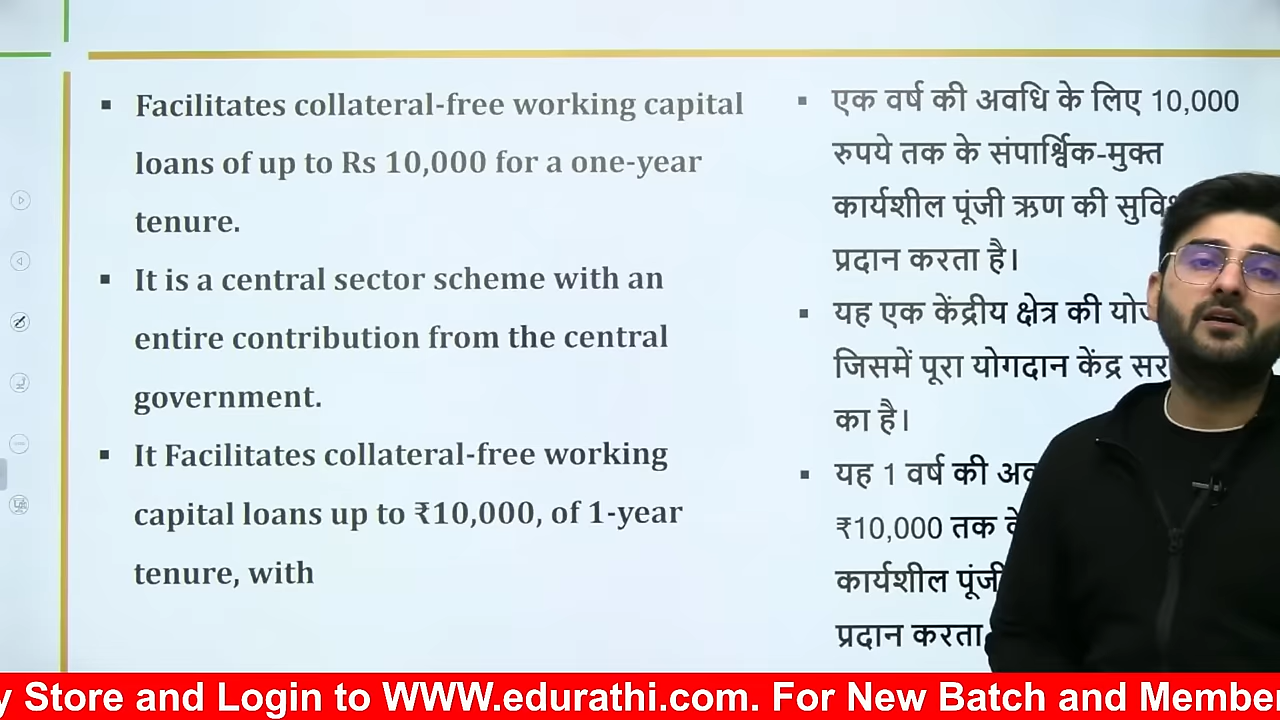 Facilitates collateral-free working capital
loans of up to Rs 10,000 for a one-year
tenure.
It is a central sector scheme with an
entire contribution from the central
government.
It Facilitates collateral-free working
capital loans up to ₹10,000, of 1-year
tenure, with
एक वर्ष की अवधि के लिए 10,000
रुपये तक के संपार्श्विक-मुक्त
कार्यशील पूंजी ऋण की
प्रदान करता है।
यह एक केंद्रीय क्षेत्र की
जिसमें पूरा योगदान केंद्र
का है।
यह 1 वर्ष की
₹10,000 तक
कार्यशील पूंजी
प्रदान करता
Store and Login to WWW.edurathi.com. For New Batch and